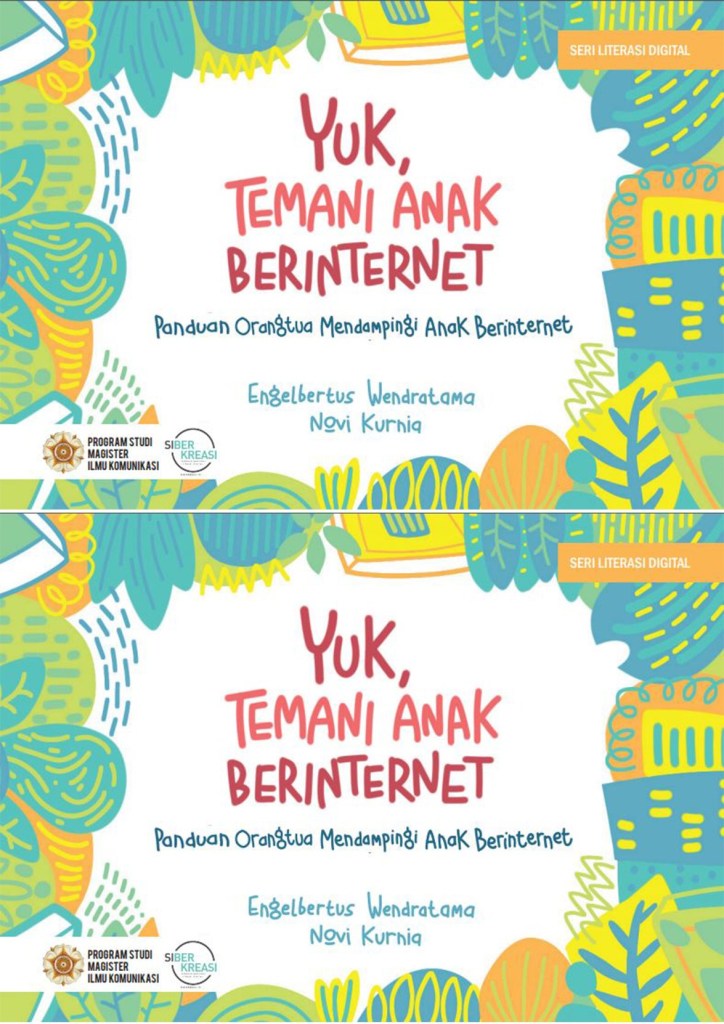 SERI LITERASI DIGITAL
YUK,
TEMANI ANAK
BERINTERNET
Panduan Orangtua Mendampingi Anak Berinternet
Engelbertus Wendratama
Novi Kurnia
PROGRAM STUDI
MAGISTER
ILMU KOMUNIKASI
SIBER
KREASI
SERI LITERASI DIGITAL
YUK,
TEMANI ANAK
BERINTERNET
Panduan Orangtua Mendampingi Anak Berinternet
Engelbertus Wendratama
Novi Kurnia
PROGRAM STUDI
MAGISTER
ILMU KOMUNIKASI
SIBER
KREASI